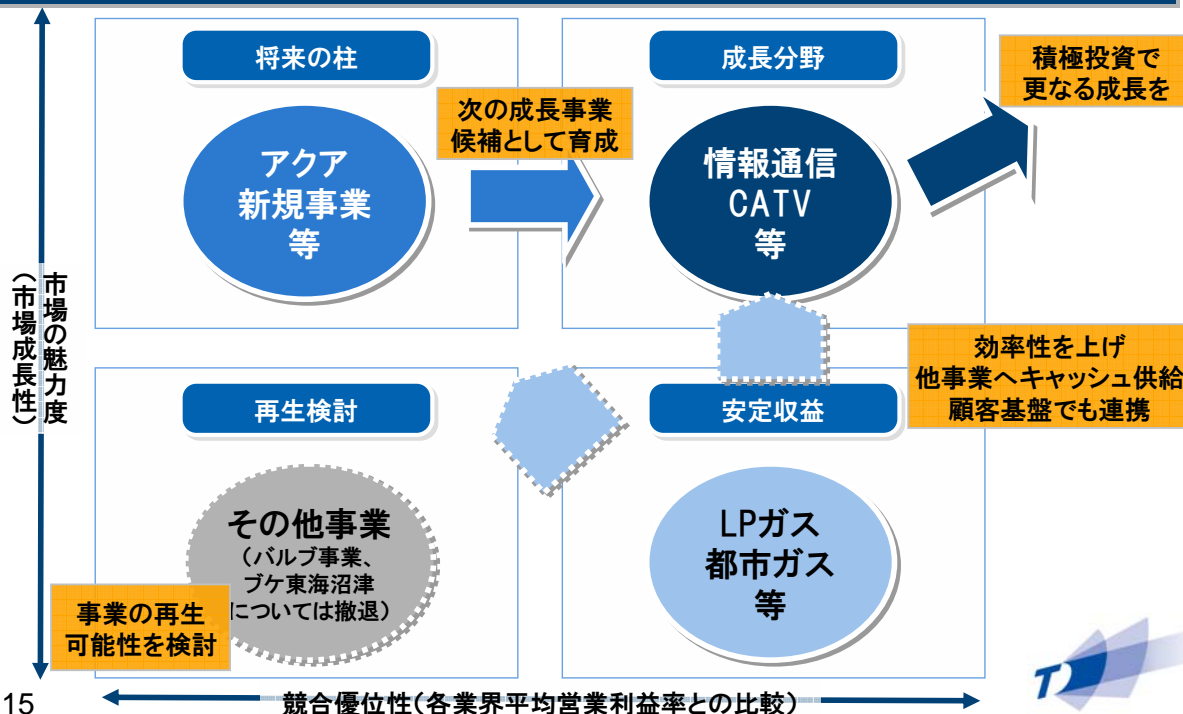 将来の柱
成長分野
積極投資で
更なる成長を
次の成長事業
候補として育成
アクア
新規事業
等
情報通信
CATV
等
市場の魅力度
（市場成長性）
効率性を上げ
他事業へキャッシュ供給
顧客基盤でも連携
再生検討
安定収益
その他事業
（バルブ事業、
ブケ東海沼津
については撤退）
LPガス
都市ガス
等
事業の再生
可能性を検討
競合優位性（各業界平均営業利益率との比較）
15
T